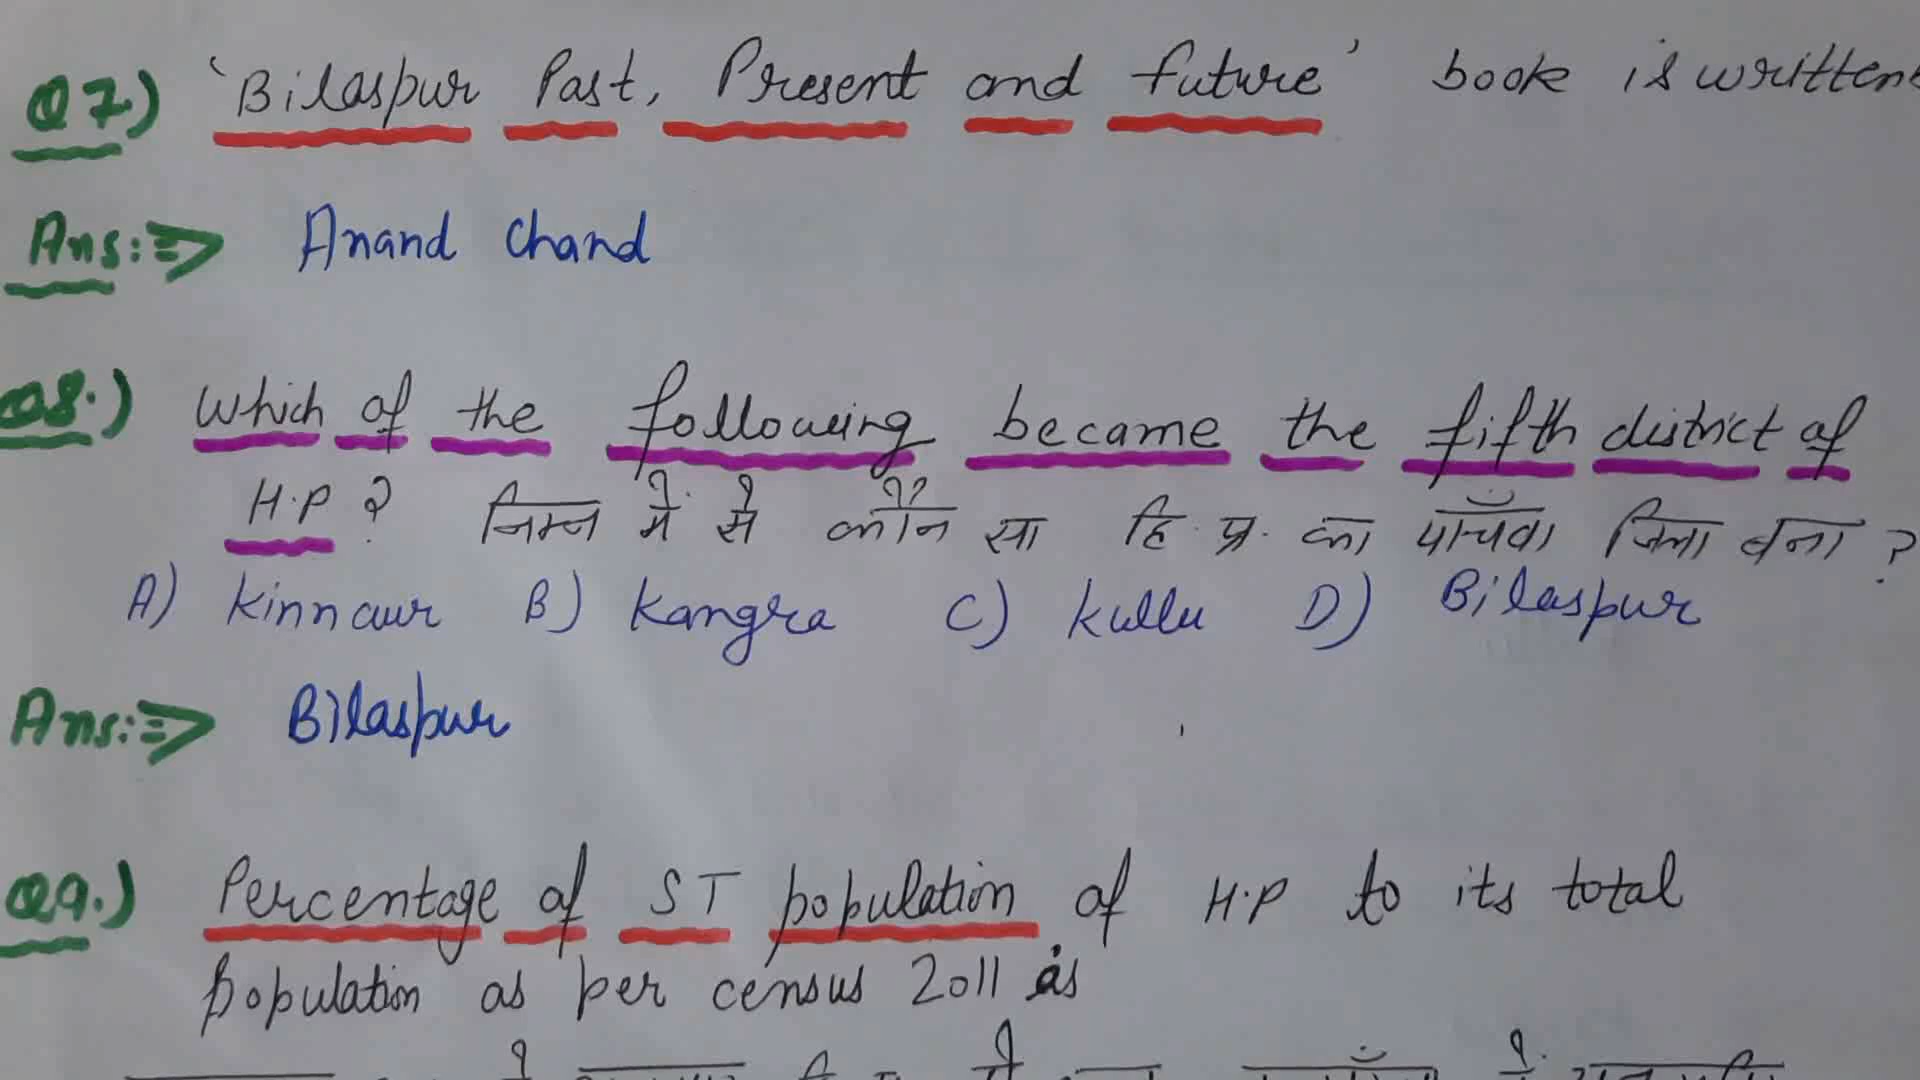 Q7.) 'Bilaspur Past, Present and future' book is written
Ans:=> Anand Chand
Q8.) Which of the following became the fifth district of
H.P ? निम्न में से कौन सा हि. प्र. का पाँचवा जिला बना ?
A) Kinnaur B) Kangra C) Kullu D) Bilaspur
Ans:=> Bilaspur
Q9.) Percentage of ST population of H.P to its total
population as per census 2011 is